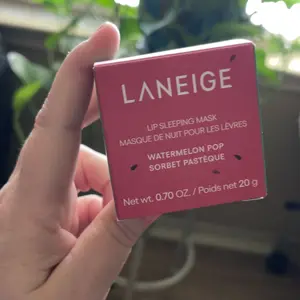 LANEIGE
LIP SLEEPING MASK
MASQUE DE NUIT POUR LES LÈVRES
WATERMELON POP
SORBET PASTÈQUE
Net wt. 0.70 OZ. / Poids net 20 g